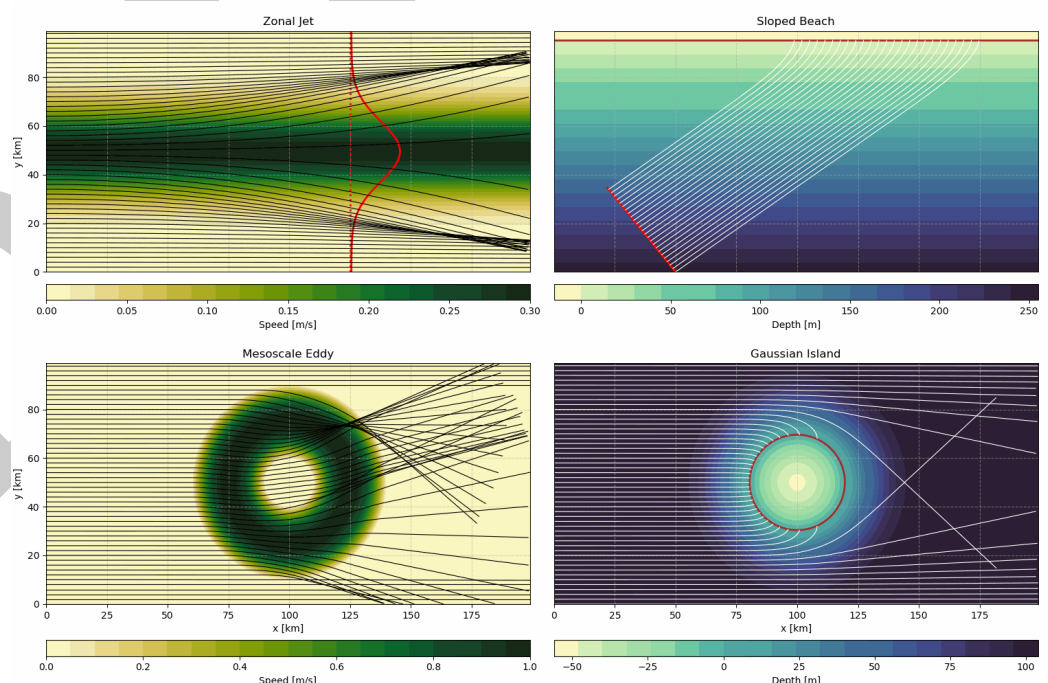 Zonal Jet
Sloped Beach
80
60
40
20
0
y [km]
0.00 0.05 0.10 0.15 0.20 0.25 0.30
Speed [m/s]
0 50 100 150 200 250
Depth [m]
Mesoscale Eddy
Gaussian Island
80
60
40
20
0
y [km]
0 25 50 75 100 125 150 175
x [km]
0 25 50 75 100 125 150 175
x [km]
0.0 0.2 0.4 0.6 0.8 1.0
Speed [m/s]
−50 −25 0 25 50 75 100
Depth [m]